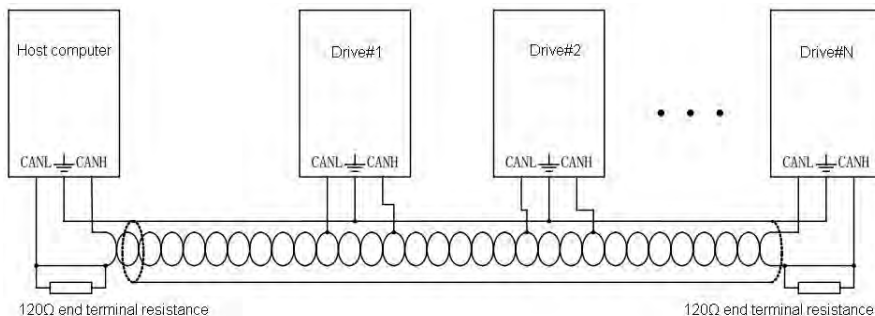 Host computer
Drive#1
Drive#2
Drive#N
CANL CANH
CANL CANH
CANL CANH
CANL CANH
120Ω end terminal resistance
120Ω end terminal resistance